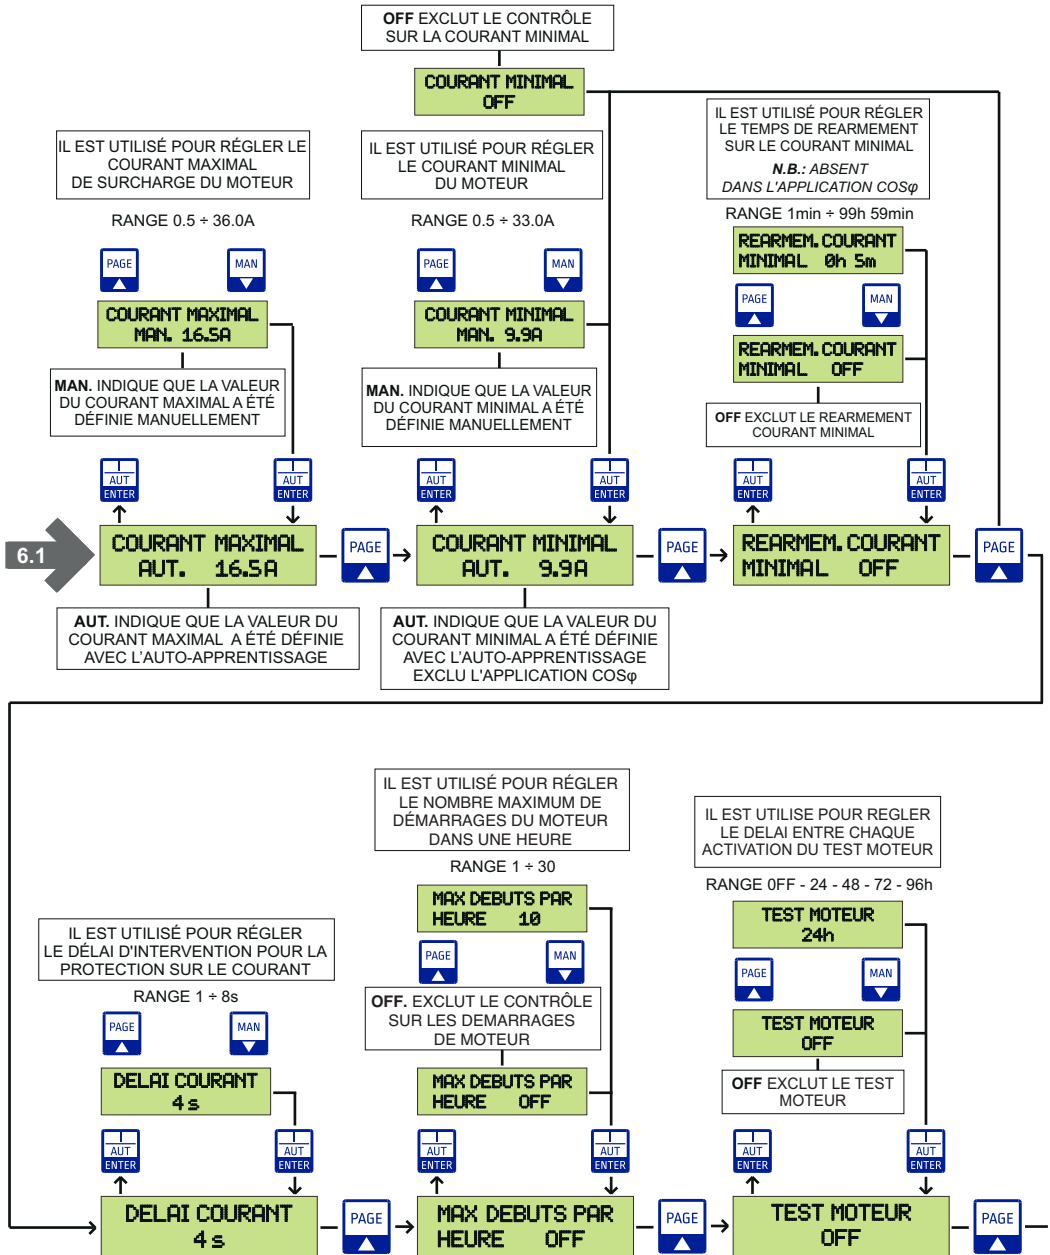 OFF EXCLUT LE CONTRÔLE
SUR LA COURANT MINIMAL
COURANT MINIMAL
OFF
IL EST UTILISÉ POUR RÉGLER LE
COURANT MAXIMAL
DE SURCHARGE DU MOTEUR
RANGE 0.5 ÷ 36.0A
PAGE
MAN
COURANT MAXIMAL
MAN. 16.5A
MAN. INDIQUE QUE LA VALEUR
DU COURANT MAXIMAL A ÉTÉ
DÉFINIE MANUELLEMENT
AUT
ENTER
AUT
ENTER
IL EST UTILISÉ POUR RÉGLER
LE COURANT MINIMAL
DU MOTEUR
RANGE 0.5 ÷ 33.0A
PAGE
MAN
COURANT MINIMAL
MAN. 9.9A
MAN. INDIQUE QUE LA VALEUR
DU COURANT MINIMAL A ÉTÉ
DÉFINIE MANUELLEMENT
AUT
ENTER
AUT
ENTER
IL EST UTILISÉ POUR RÉGLER
LE TEMPS DE REARMEMENT
SUR LE COURANT MINIMAL
N.B.: ABSENT
DANS L'APPLICATION COSφ
RANGE 1min ÷ 99h 59min
REARMEM. COURANT
MINIMAL 0h 5m
PAGE
MAN
REARMEM. COURANT
MINIMAL OFF
OFF EXCLUT LE REARMEMENT
COURANT MINIMAL
AUT
ENTER
AUT
ENTER
6.1
COURANT MAXIMAL
AUT. 16.5A
PAGE
COURANT MINIMAL
AUT. 9.9A
PAGE
REARMEM. COURANT
MINIMAL OFF
PAGE
AUT. INDIQUE QUE LA VALEUR DU
COURANT MAXIMAL A ÉTÉ DÉFINIE
AVEC L'AUTO-APPRENTISSAGE
AUT. INDIQUE QUE LA VALEUR DU
COURANT MINIMAL A ÉTÉ DÉFINIE
AVEC L'AUTO-APPRENTISSAGE
EXCLU L'APPLICATION COSφ
IL EST UTILISÉ POUR RÉGLER
LE DÉLAI D'INTERVENTION POUR LA
PROTECTION SUR LE COURANT
RANGE 1 ÷ 8s
PAGE
MAN
DELAI COURANT
4 s
AUT
ENTER
AUT
ENTER
IL EST UTILISÉ POUR RÉGLER
LE NOMBRE MAXIMUM DE
DÉMARRAGES DU MOTEUR
DANS UNE HEURE
RANGE 1 ÷ 30
MAX DEBUTS PAR
HEURE 10
PAGE
MAN
OFF. EXCLUT LE CONTRÔLE
SUR LES DEMARRAGES
DE MOTEUR
MAX DEBUTS PAR
HEURE OFF
AUT
ENTER
AUT
ENTER
IL EST UTILISE POUR REGLER
LE DELAI ENTRE CHAQUE
ACTIVATION DU TEST MOTEUR
RANGE 0FF - 24 - 48 - 72 - 96h
TEST MOTEUR
24h
PAGE
MAN
TEST MOTEUR
OFF
OFF EXCLUT LE TEST
MOTEUR
AUT
ENTER
AUT
ENTER
DELAI COURANT
4 s
PAGE
MAX DEBUTS PAR
HEURE OFF
PAGE
TEST MOTEUR
OFF
PAGE